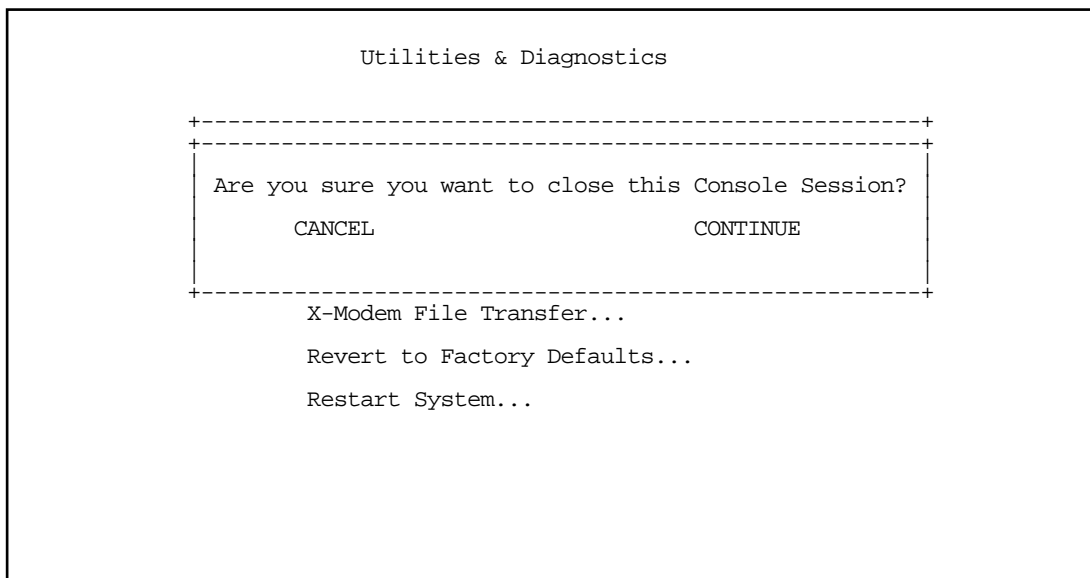 Utilities & Diagnostics
+------------------------------------------------------+
+------------------------------------------------------+
Are you sure you want to close this Console Session?
CANCEL CONTINUE
+------------------------------------------------------+
X-Modem File Transfer...
Revert to Factory Defaults...
Restart System...